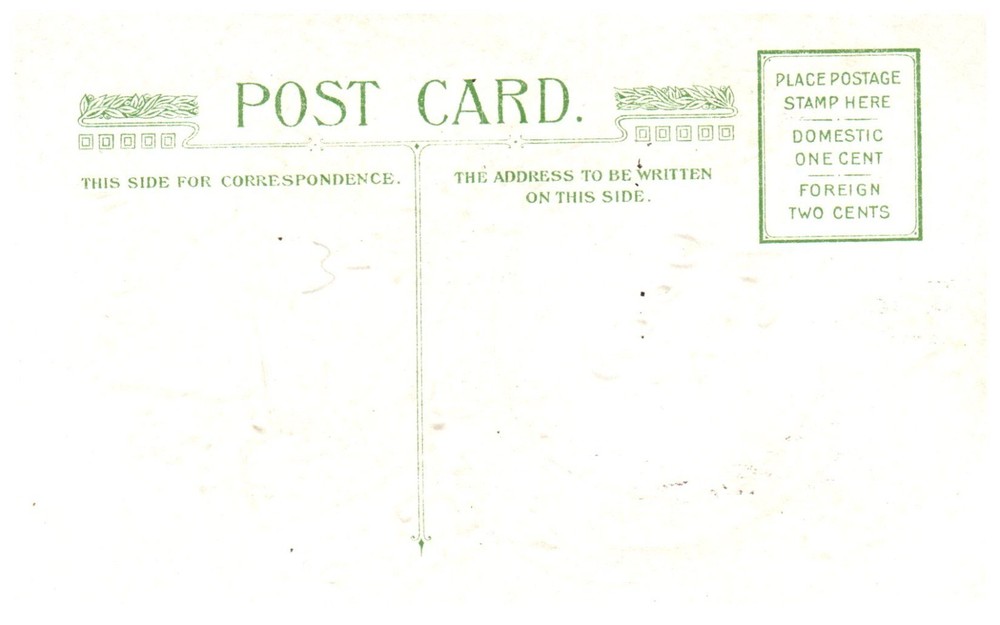 POST CARD.
THIS SIDE FOR CORRESPONDENCE.
THE ADDRESS TO BE WRITTEN
ON THIS SIDE.
PLACE POSTAGE
STAMP HERE
DOMESTIC
ONE CENT
FOREIGN
TWO CENTS
3-